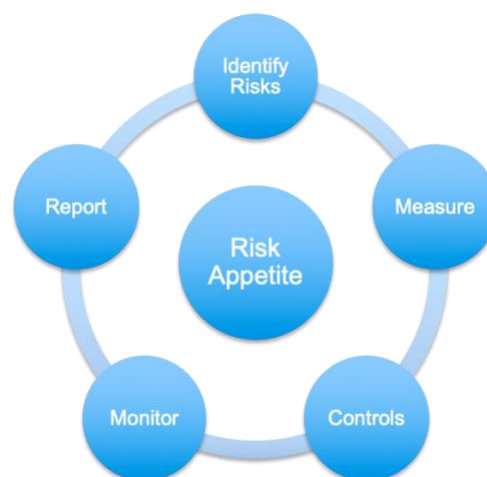 Identify
Risks
Measure
Controls
Monitor
Report
Risk
Appetite